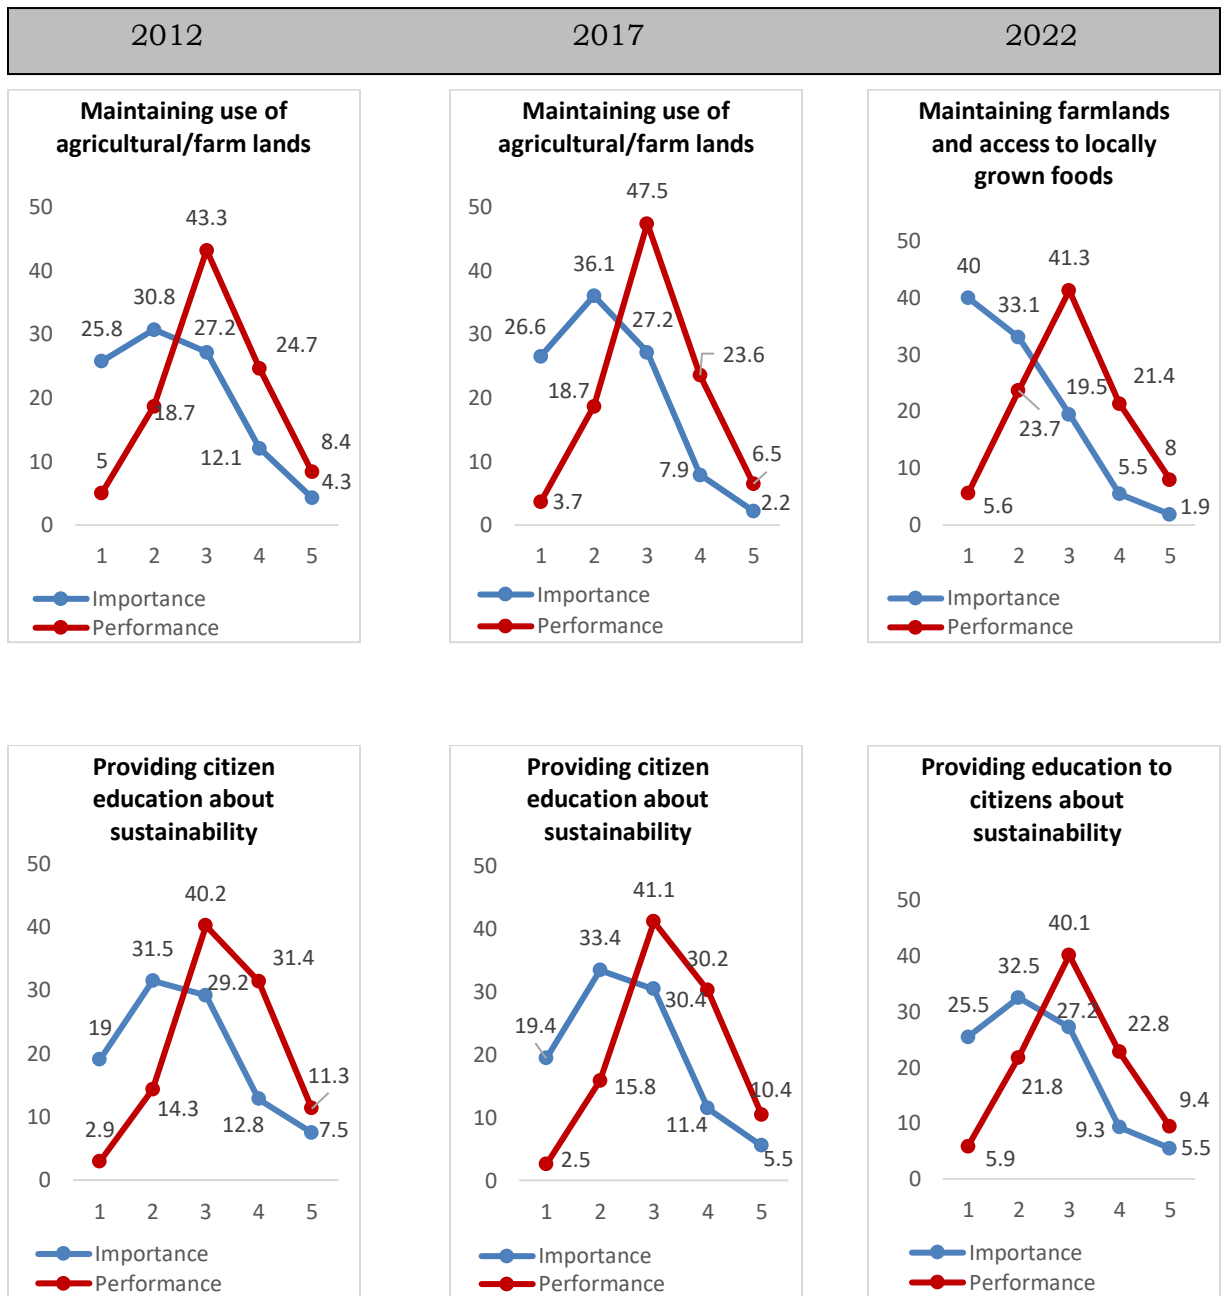 2012 2017 2022
Maintaining use of
agricultural/farm lands
50
40
30
20
10
0
25.8
30.8
27.2
12.1
4.3
5
18.7
43.3
24.7
8.4
1 2 3 4 5
Importance
Performance
Maintaining use of
agricultural/farm lands
50
40
30
20
10
0
26.6
36.1
27.2
7.9
2.2
3.7
18.7
47.5
23.6
6.5
1 2 3 4 5
Importance
Performance
Maintaining farmlands
and access to locally
grown foods
50
40
30
20
10
0
40
33.1
19.5
5.5
1.9
5.6
23.7
41.3
21.4
8
1 2 3 4 5
Importance
Performance
Providing citizen
education about
sustainability
50
40
30
20
10
0
19
31.5
29.2
12.8
7.5
2.9
14.3
40.2
31.4
11.3
1 2 3 4 5
Importance
Performance
Providing citizen
education about
sustainability
50
40
30
20
10
0
19.4
33.4
30.4
11.4
5.5
2.5
15.8
41.1
30.2
10.4
1 2 3 4 5
Importance
Performance
Providing education to
citizens about
sustainability
50
40
30
20
10
0
25.5
32.5
27.2
9.3
5.5
5.9
21.8
40.1
22.8
9.4
1 2 3 4 5
Importance
Performance